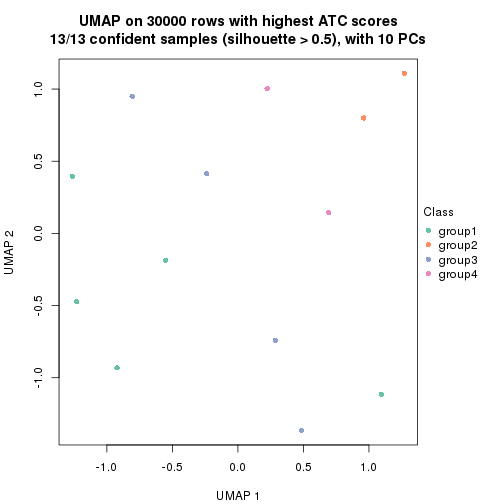 UMAP on 30000 rows with highest ATC scores
13/13 confident samples (silhouette > 0.5), with 10 PCs
1.0
0.5
0.0
-0.5
-1.0
UMAP 2
-1.0 -0.5 0.0 0.5 1.0
UMAP 1
Class
group1
group2
group3
group4